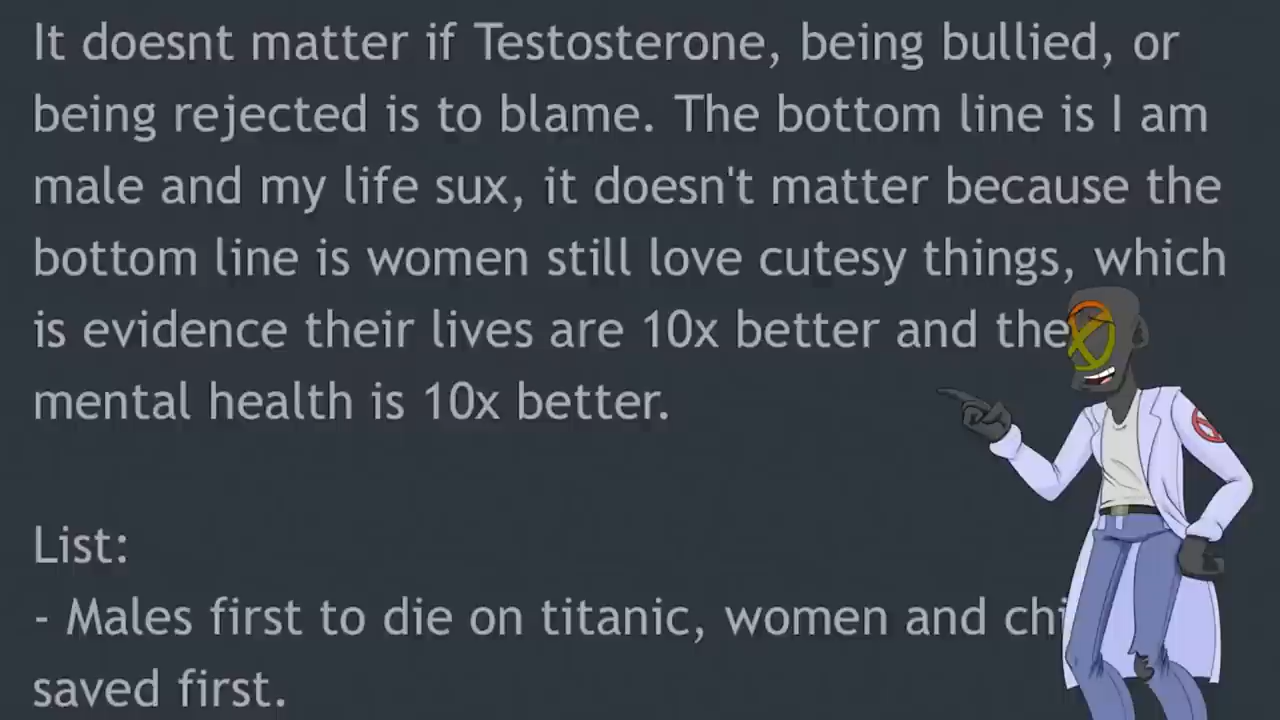 It doesnt matter if Testosterone, being bullied, or
being rejected is to blame. The bottom line is I am
male and my life sux, it doesn't matter because the
bottom line is women still love cutesy things, which
is evidence their lives are 10x better and
mental health is 10x better.
List:
- Males first to die on titanic, women and
saved first.